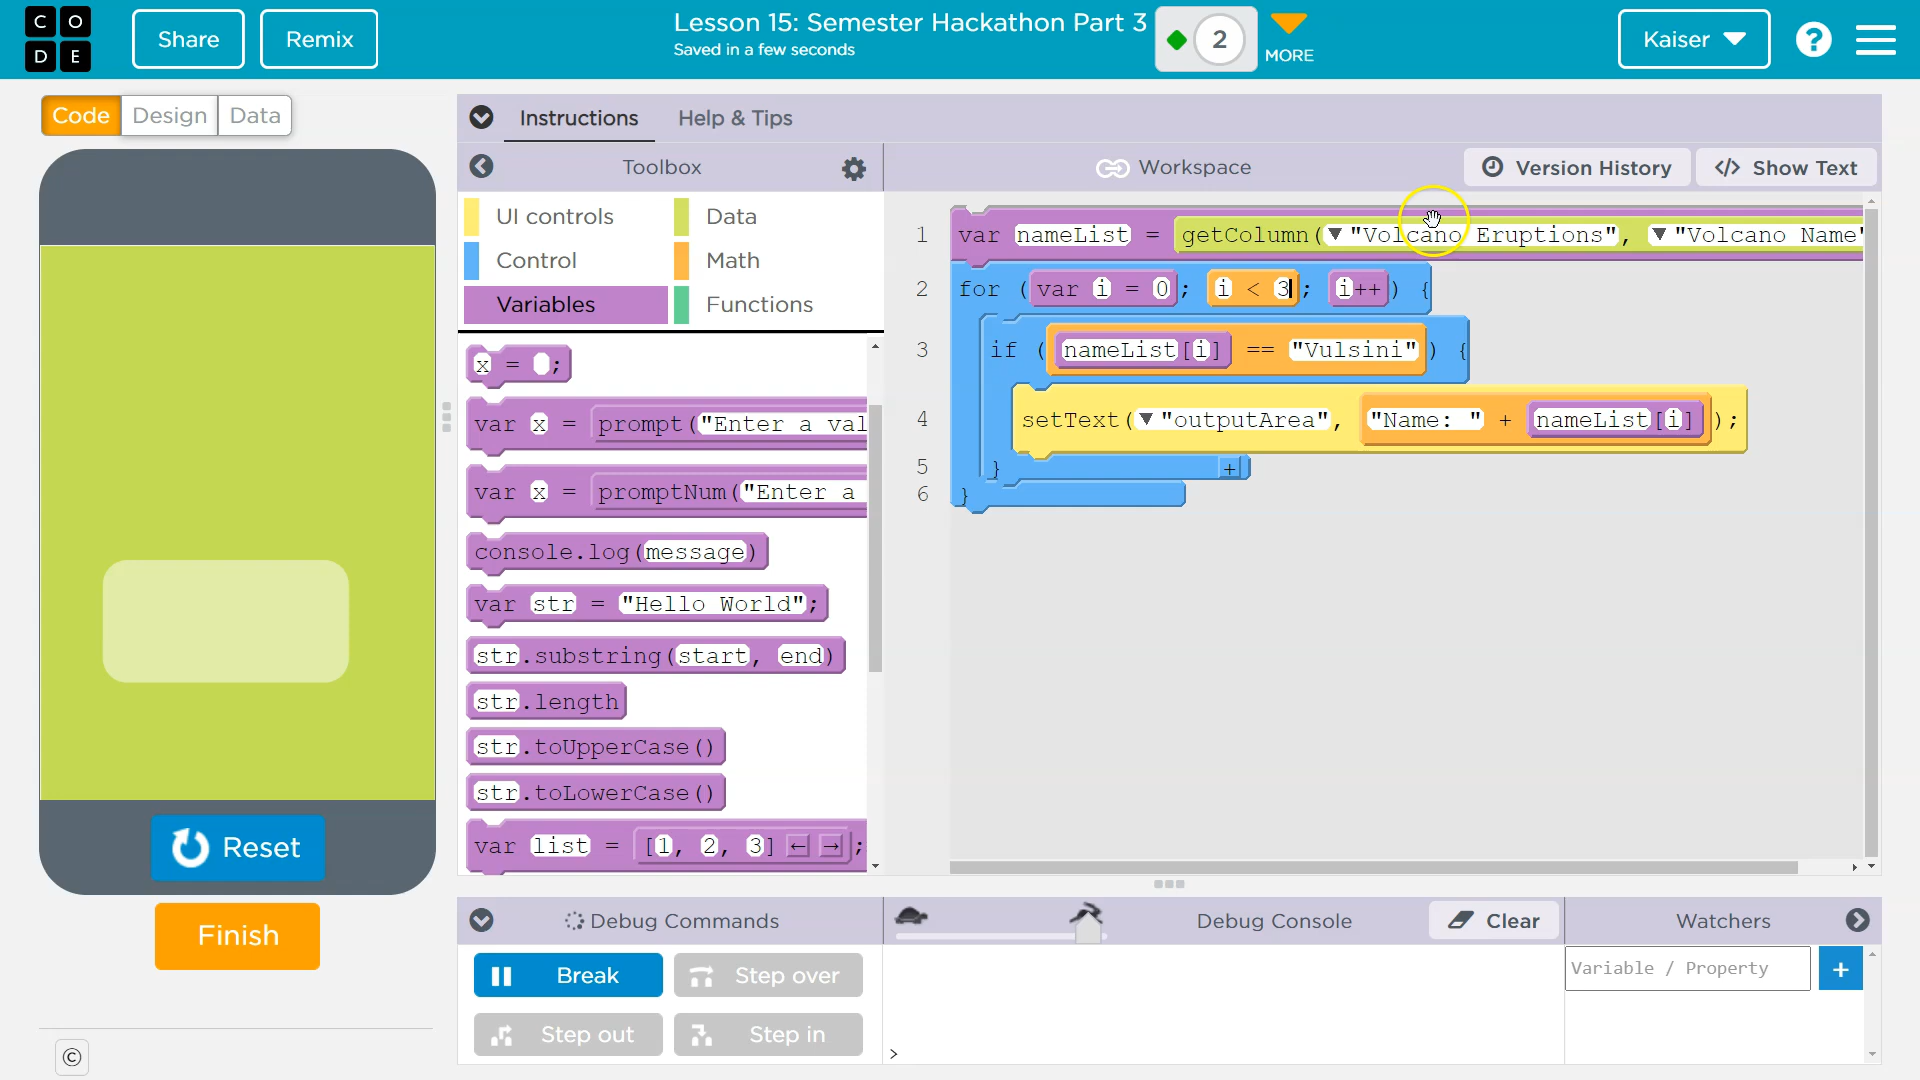 CODE
Share
Remix
Lesson 15: Semester Hackathon Part 3
Saved in a few seconds
2
MORE
Kaiser
?
Code
Design
Data
Instructions
Help & Tips
Toolbox
Workspace
Version History
</> Show Text
UI controls
Data
Control
Math
Variables
Functions
x = ;
var x = prompt("Enter a val
var x = promptNum("Enter a
console.log(message)
var str = "Hello World";
str.substring(start, end)
str.length
str.toUpperCase()
str.toLowerCase()
var list = [1, 2, 3] ← → ;
1 var nameList = getColumn(▼"Volcano Eruptions", ▼"Volcano Name"
2 for (var i = 0; i < 3; i++) {
3 if (nameList[i] == "Vulsini") {
4 setText(▼"outputArea", "Name: " + nameList[i]);
5 } +
6 }
Reset
Finish
©
Debug Commands
Debug Console
Clear
Watchers
Break
Step over
Step out
Step in
>
Variable / Property
+